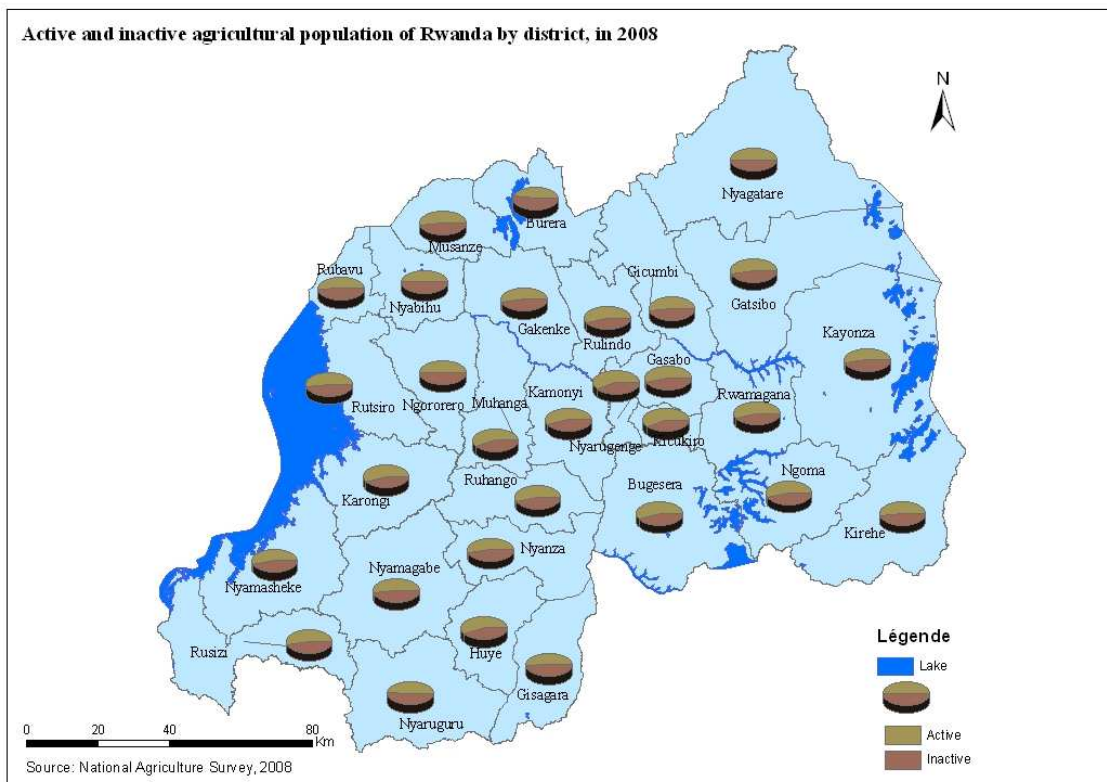 Active and inactive agricultural population of Rwanda by district, in 2008
N
Nyagatare
Burera
Musanze
Rubavu
Gicumbi
Nyabihu
Gatsibo
Gakenke
Rulindo
Kayonza
Gasabo
Rutsiro
Ngororero
Muhanga
Kamonyi
Rwamagana
Nyarugenge
Kicukiro
Ngoma
Ruhango
Bugesera
Karongi
Kirehe
Nyanza
Nyamagabe
Nyamasheke
Rusizi
Huye
Gisagara
Nyaruguru
Légende
Lake
Active
Inactive
0 20 40 80
Km
Source: National Agriculture Survey, 2008